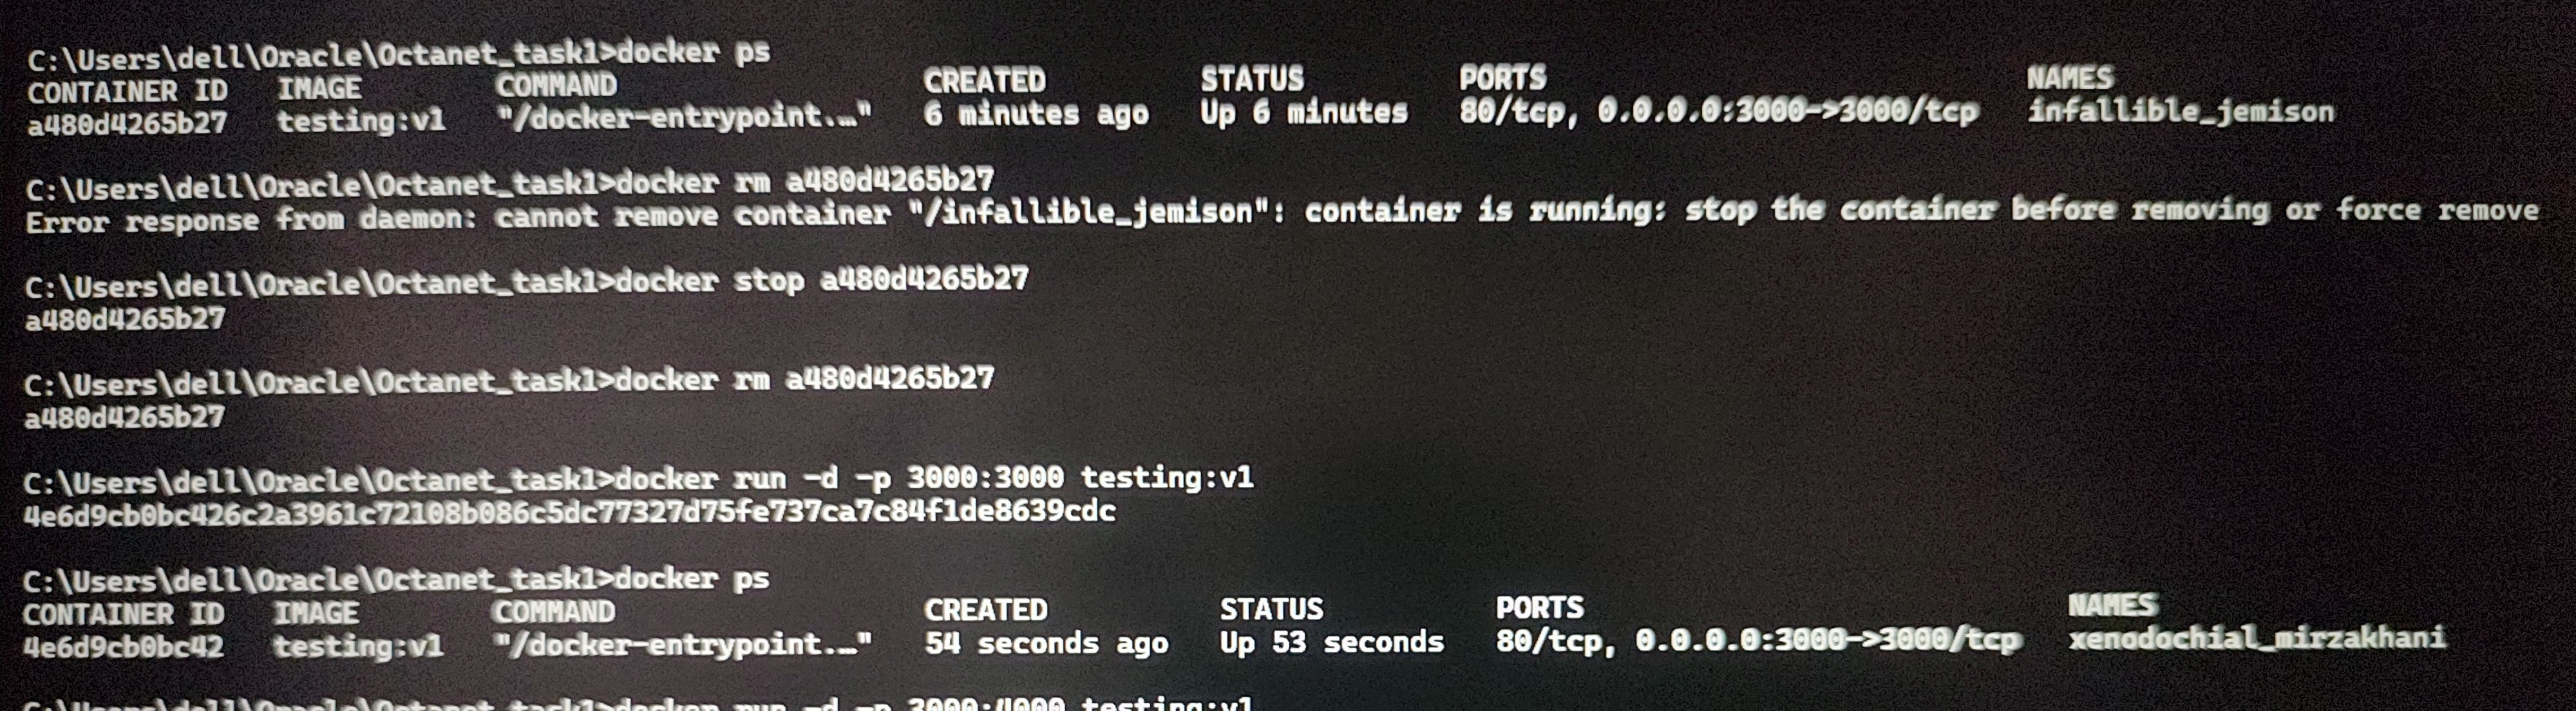 C:\Users\dell\Oracle\Octanet_task1>docker ps
CONTAINER ID   IMAGE        COMMAND                  CREATED         STATUS         PORTS                            NAMES
a480d4265b27   testing:v1   "/docker-entrypoint.…"   6 minutes ago   Up 6 minutes   80/tcp, 0.0.0.0:3000->3000/tcp   infallible_jemison
C:\Users\dell\Oracle\Octanet_task1>docker rm a480d4265b27
Error response from daemon: cannot remove container "/infallible_jemison": container is running: stop the container before removing or force remove
C:\Users\dell\Oracle\Octanet_task1>docker stop a480d4265b27
a480d4265b27
C:\Users\dell\Oracle\Octanet_task1>docker rm a480d4265b27
a480d4265b27
C:\Users\dell\Oracle\Octanet_task1>docker run -d -p 3000:3000 testing:v1
4e6d9cb0bc426c2a3961c72108b086c5dc77327d75fe737ca7c84f1de8639cdc
C:\Users\dell\Oracle\Octanet_task1>docker ps
CONTAINER ID   IMAGE        COMMAND                  CREATED          STATUS          PORTS                            NAMES
4e6d9cb0bc42   testing:v1   "/docker-entrypoint.…"   54 seconds ago   Up 53 seconds   80/tcp, 0.0.0.0:3000->3000/tcp   xenodochial_mirzakhani
C:\Users\dell\Oracle\Octanet_task1>docker run -d -p 3000:4000 testing:v1